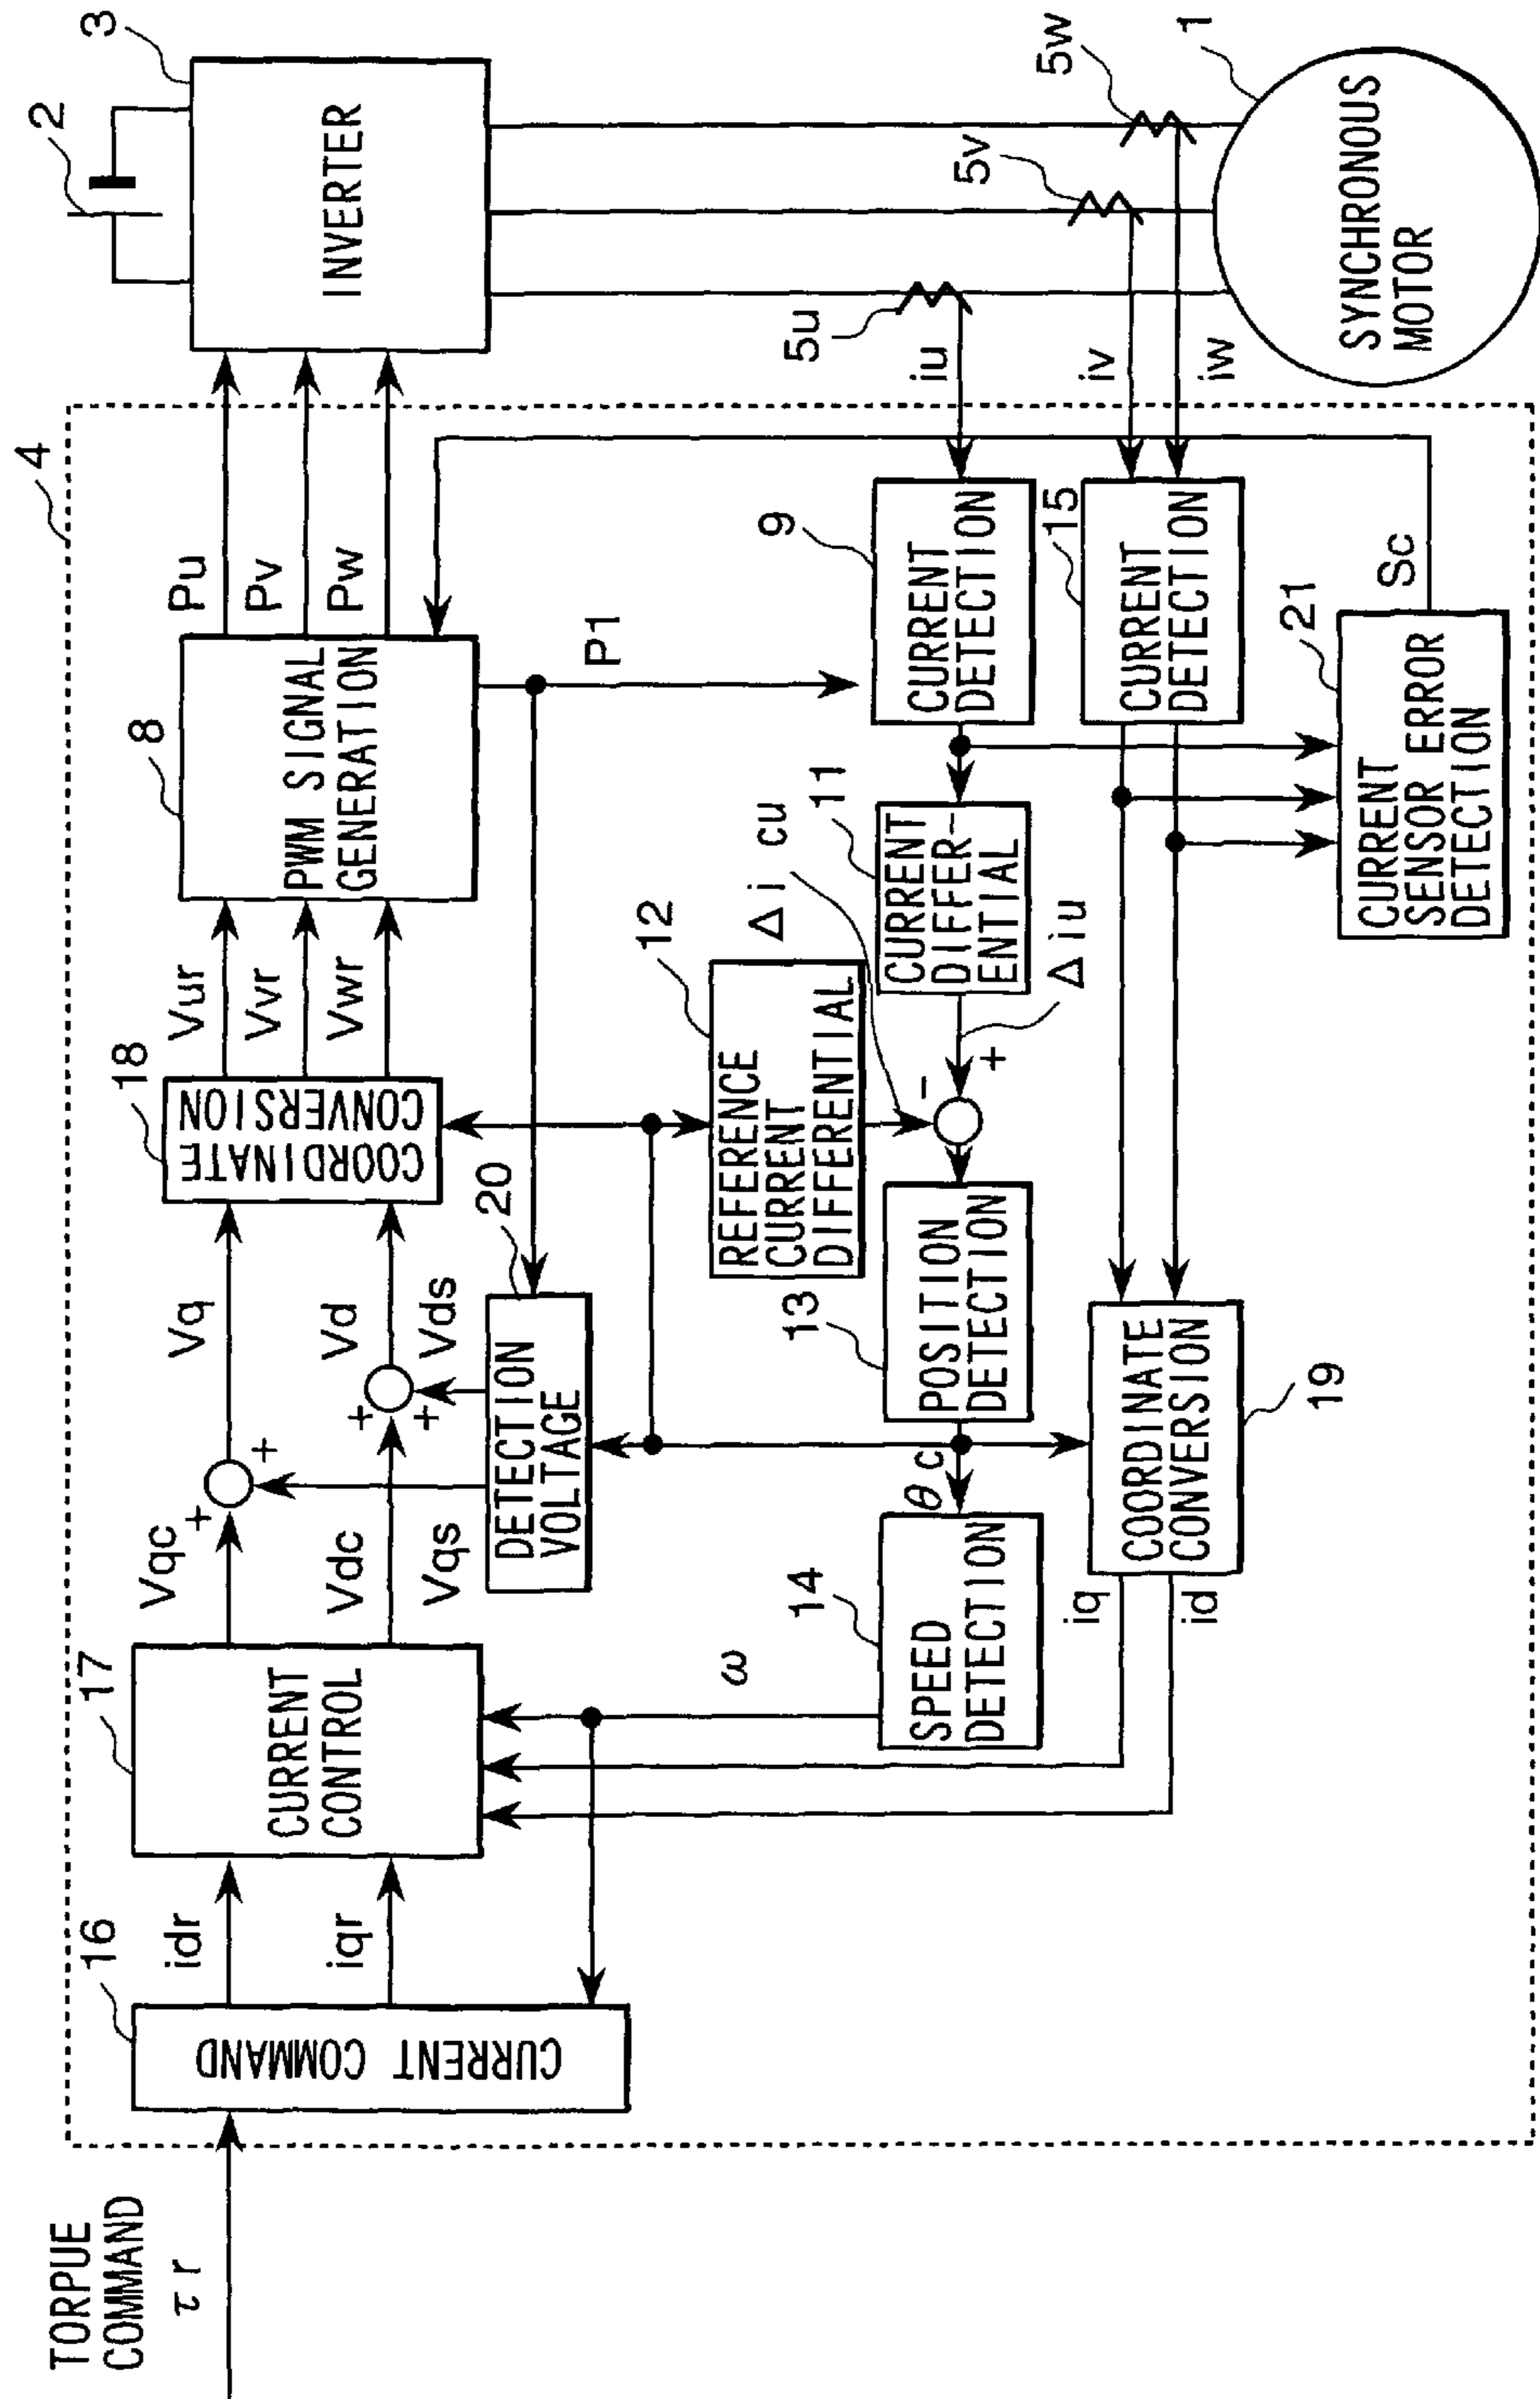 TORPUE
COMMAND
τr
16
CURRENT COMMAND
idr
iqr
17
CURRENT
CONTROL
Vqc
Vdc
Vqs
Vq
Vd
Vds
+
+
+
+
20
DETECTION
VOLTAGE
18
COORDINATE
CONVERSION
Vur
Vvr
Vwr
8
PWM SIGNAL
GENERATION
Pu
Pv
Pw
4
P1
2
3
INVERTER
ω
14
SPEED
DETECTION
θc
13
POSITION
DETECTION
12
REFERENCE
CURRENT
DIFFERENTIAL
Δicu
-
+
Δiu
11
CURRENT
DIFFER-
ENTIAL
9
CURRENT
DETECTION
iu
5u
iq
id
19
COORDINATE
CONVERSION
15
CURRENT
DETECTION
iv
iw
5v
5w
21
CURRENT
SENSOR ERROR
DETECTION
Sc
1
SYNCHRONOUS
MOTOR